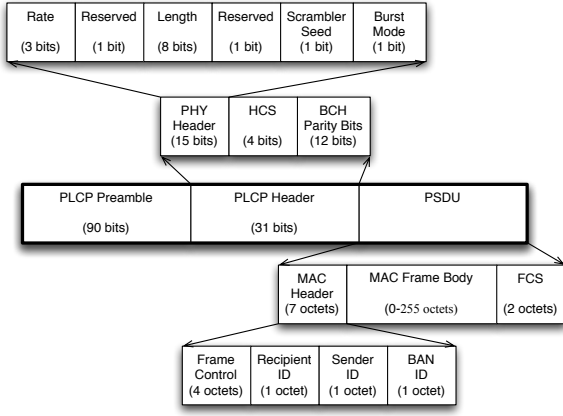 Rate Reserved Length Reserved Scrambler Seed Burst Mode
(3 bits) (1 bit) (8 bits) (1 bit) (1 bit) (1 bit)
PHY Header HCS BCH Parity Bits
(15 bits) (4 bits) (12 bits)
PLCP Preamble PLCP Header PSDU
(90 bits) (31 bits)
MAC Header MAC Frame Body FCS
(7 octets) (0-255 octets) (2 octets)
Frame Control Recipient ID Sender ID BAN ID
(4 octets) (1 octet) (1 octet) (1 octet)